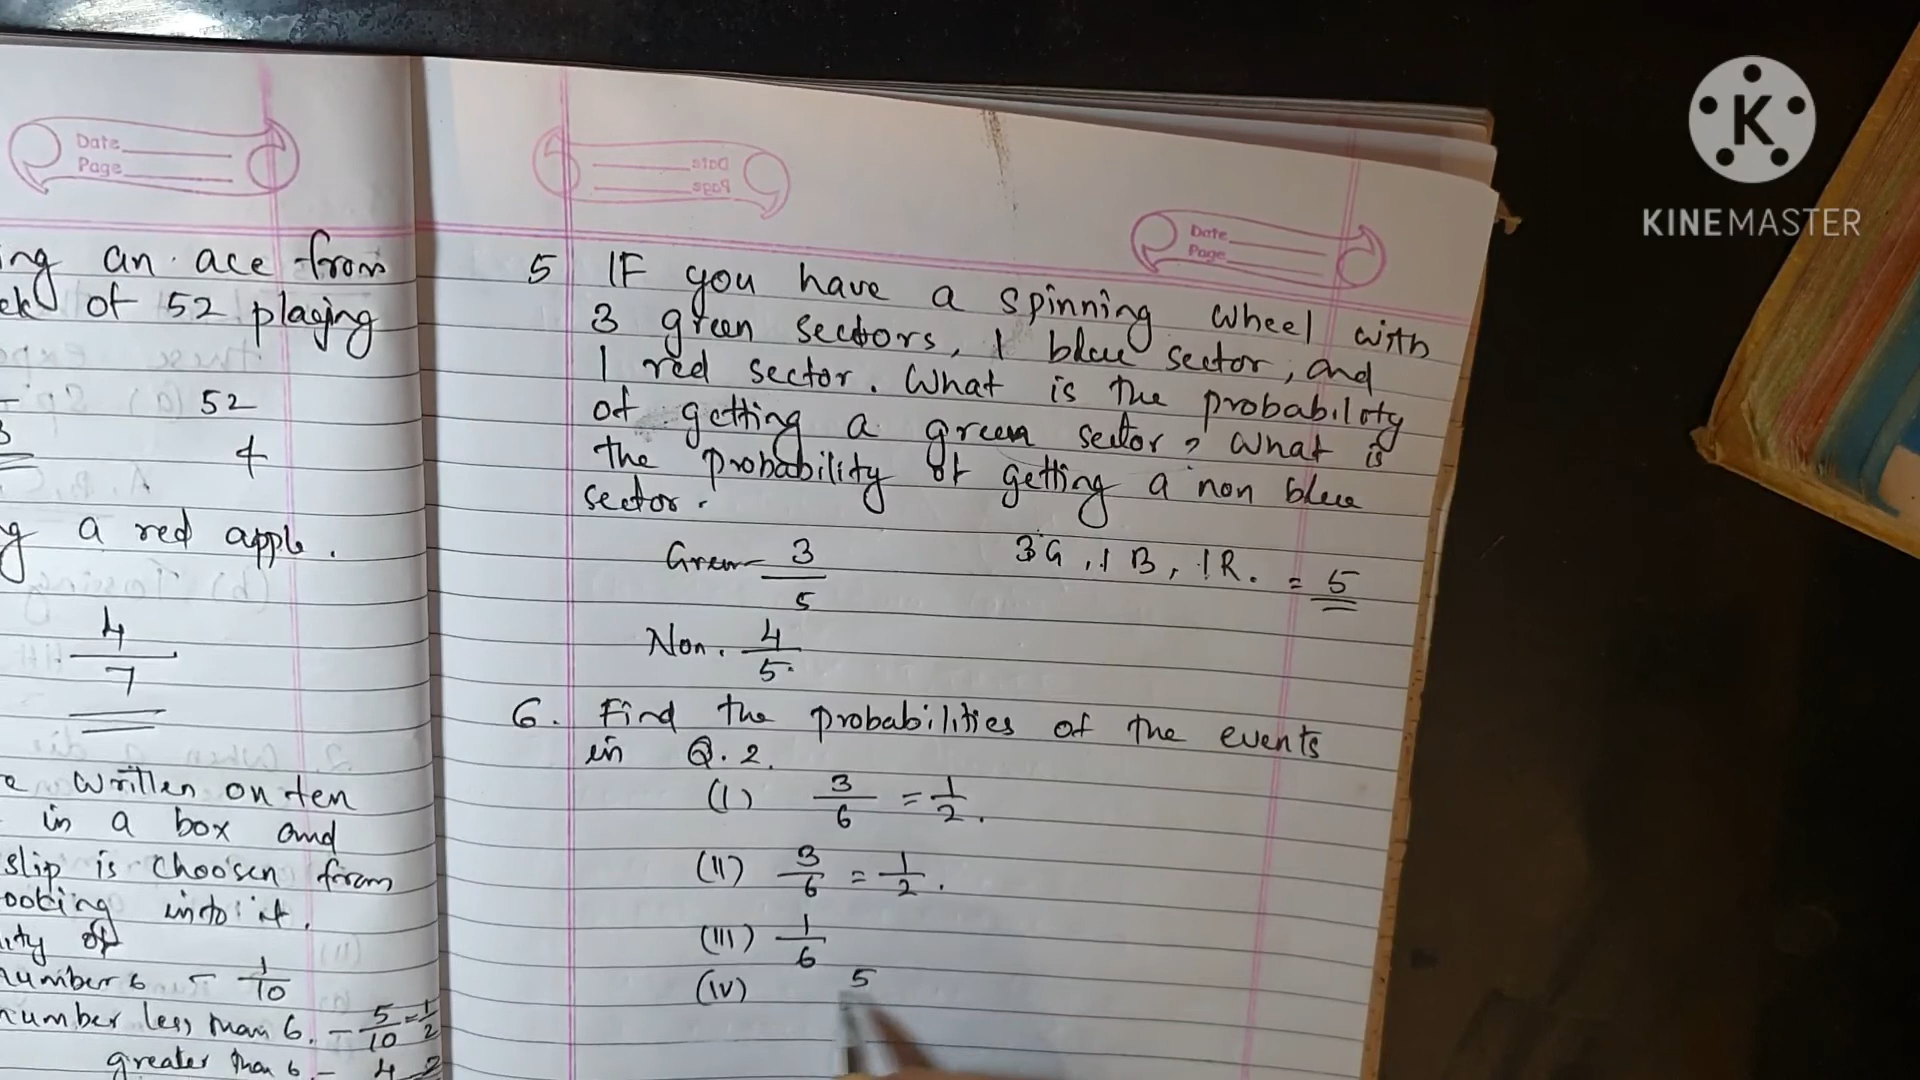 Date
Page
ing an ace from
ck of 52 playing
52
3
4
g a red apple.
4
7
e written on ten
in a box and
slip is choosen from
ooking into it.
ity of
number 6 - 1/10
number less than 6. - 5/10 = 1/2
greater than 6 -
Date
Page
5 IF you have a spinning wheel with
3 green sectors, 1 blue sector, and
1 red sector. What is the probability
of getting a green sector, What is
the probability of getting a non blue
sector.
Green - 3/5
3G, 1B, 1R. = 5
Non. 4/5.
6. Find the probabilities of the events
in Q.2.
(I) 3/6 = 1/2.
(II) 3/6 = 1/2.
(III) 1/6
(IV) 5
K
KINEMASTER